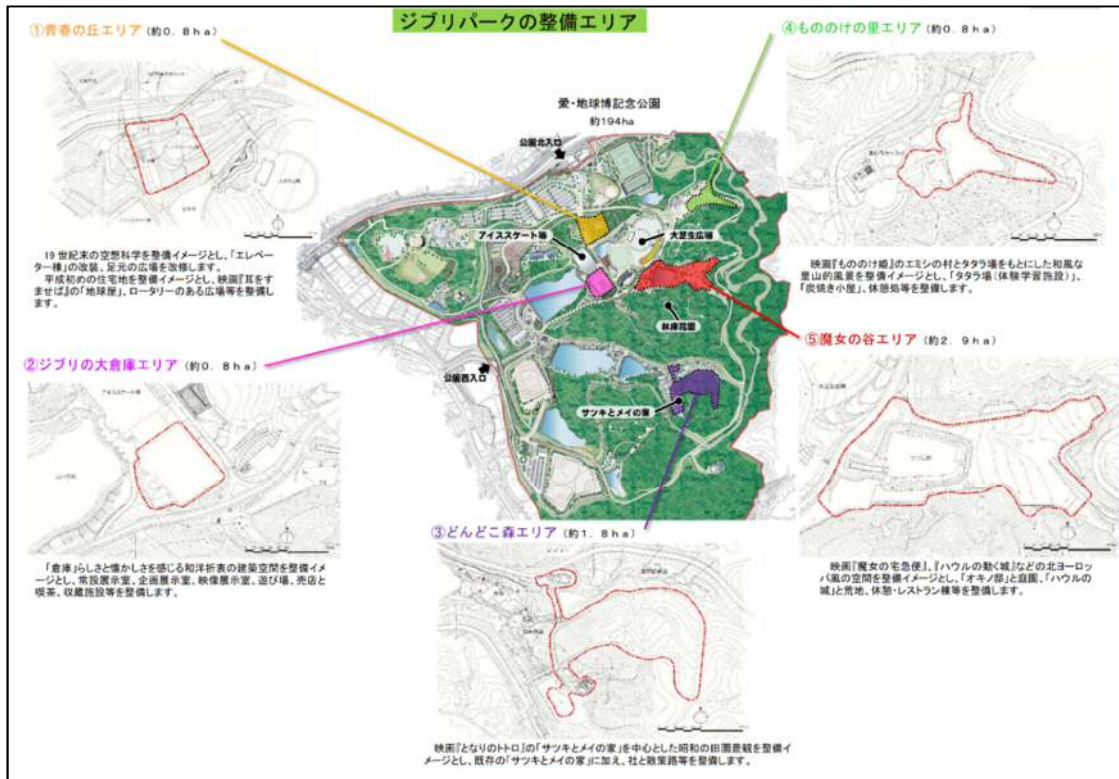 ジブリパークの整備エリア
①青春の丘エリア (約0.8ha)
19世紀末の空想科学を整備イメージとし、「エレベー
ター棟」の改装、足元の広場を改修します。
平成初めの住宅地を整備イメージとし、映画『耳をす
ませば』の「地球屋」、ロータリーのある広場等を整備し
ます。
②ジブリの大倉庫エリア (約0.8ha)
アイススケート場
「倉庫」らしさと懐かしさを感じる和洋折衷の建築空間を整備イメ
ージとし、常設展示室、企画展示室、映像展示室、遊び場、売店と
喫茶、収蔵施設等を整備します。
愛・地球博記念公園
約194ha
公園北入口
アイススケート場
大芝生広場
林床花園
公園西入口
サツキとメイの家
③どんどこ森エリア (約1.8ha)
映画『となりのトトロ』の「サツキとメイの家」を中心とした昭和の田園景観を整備イ
メージとし、既存の「サツキとメイの家」に加え、社と散策路等を整備します。
④もののけの里エリア (約0.8ha)
映画『もののけ姫』のエミシの村とタタラ場をもとにした和風な
里山的風景を整備イメージとし、「タタラ場（体験学習施設）」、
「炭焼き小屋」、休憩処等を整備します。
⑤魔女の谷エリア (約2.9ha)
映画『魔女の宅急便』、『ハウルの動く城』などの北ヨーロッ
パ風の空間を整備イメージとし、「オキノ邸」と庭園、「ハウルの
城」と荒地、休憩・レストラン棟等を整備します。